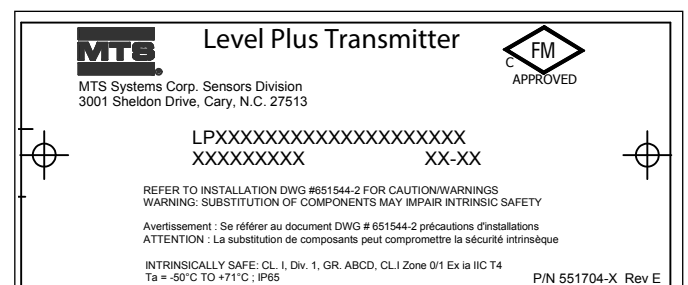 MTS
Level Plus Transmitter
FM
C
APPROVED
MTS Systems Corp. Sensors Division
3001 Sheldon Drive, Cary, N.C. 27513
LPXXXXXXXXXXXXXXXXXXXX
XXXXXXXXX XX-XX
REFER TO INSTALLATION DWG #651544-2 FOR CAUTION/WARNINGS
WARNING: SUBSTITUTION OF COMPONENTS MAY IMPAIR INTRINSIC SAFETY
Avertissement : Se référer au document DWG # 651544-2 précautions d'installations
ATTENTION : La substitution de composants peut compromettre la sécurité intrinsèque
INTRINSICALLY SAFE: CL. I, Div. 1, GR. ABCD, CL.I Zone 0/1 Ex ia IIC T4
Ta = -50°C TO +71°C ; IP65
P/N 551704-X Rev E